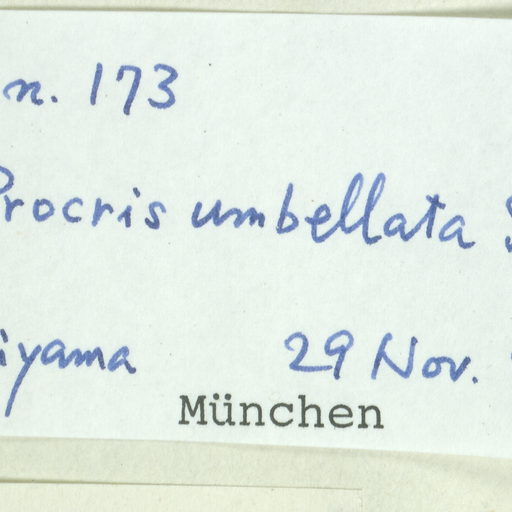 n. 173
Procris umbellata
iyama 29 Nov.
München